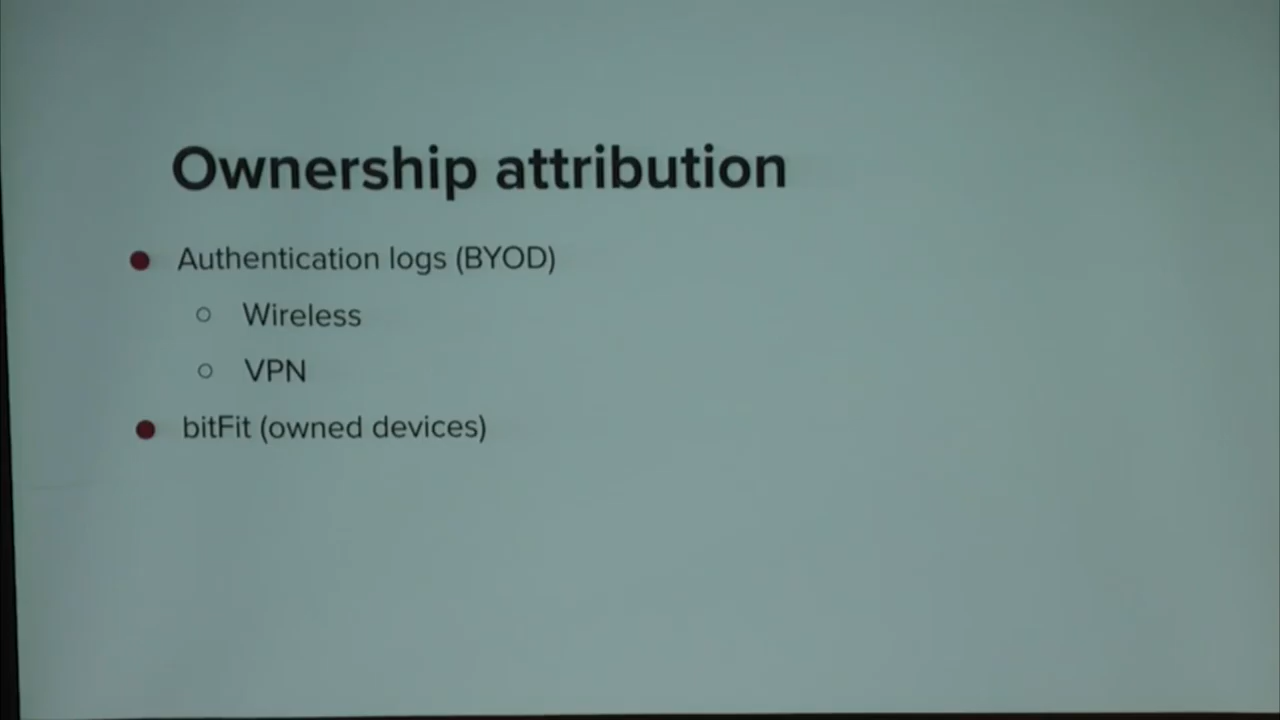 Ownership attribution
● Authentication logs (BYOD)
○ Wireless
○ VPN
● bitFit (owned devices)